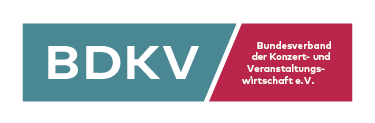 BDKV
Bundesverband
der Konzert- und
Veranstaltungs-
wirtschaft e.V.